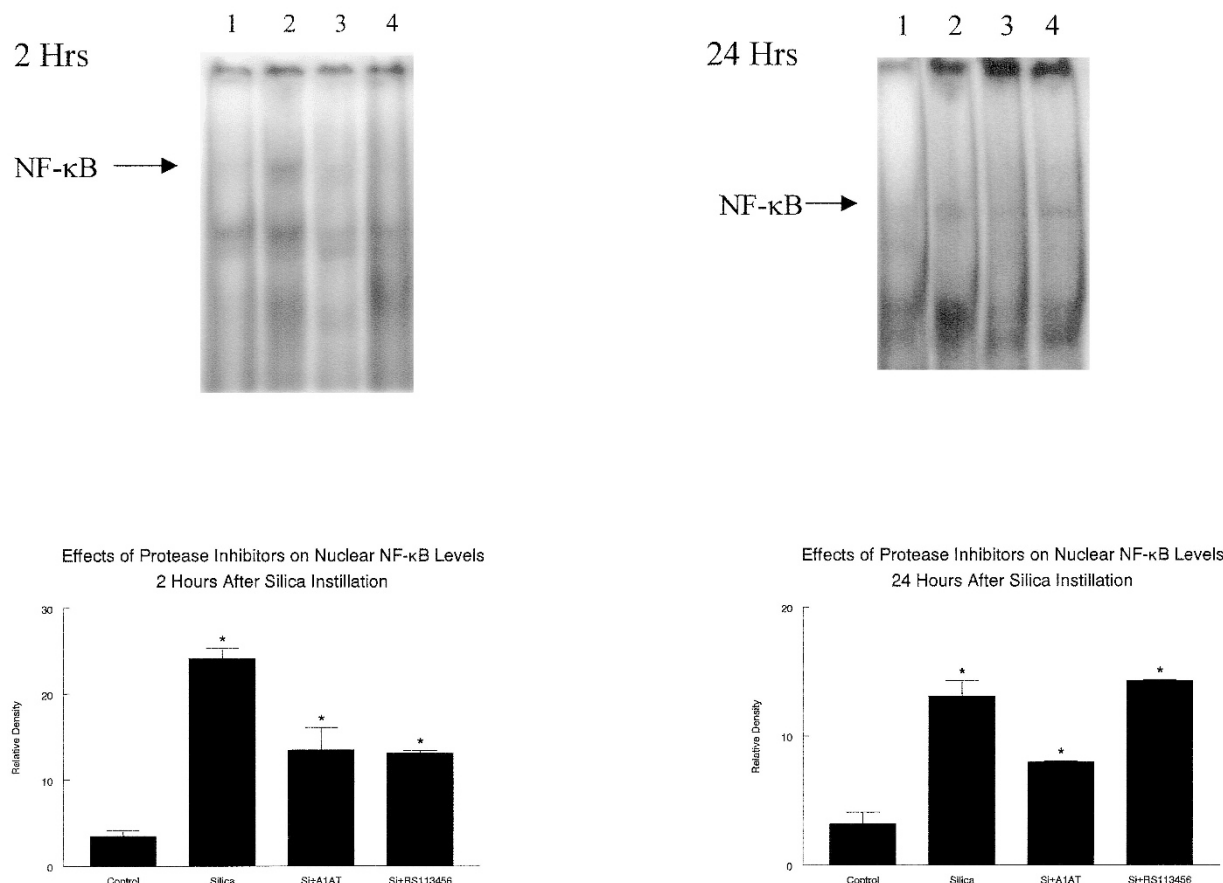 1 2 3 4
2 Hrs
NF-κB
1 2 3 4
24 Hrs
NF-κB
Effects of Protease Inhibitors on Nuclear NF-κB Levels
2 Hours After Silica Instillation
30
20
10
0
Relative Density
*
*
*
Control Silica Si+A1AT Si+RS113456
Effects of Protease Inhibitors on Nuclear NF-κB Levels
24 Hours After Silica Instillation
20
10
0
Relative Density
*
*
*
Control Silica Si+A1AT Si+RS113456